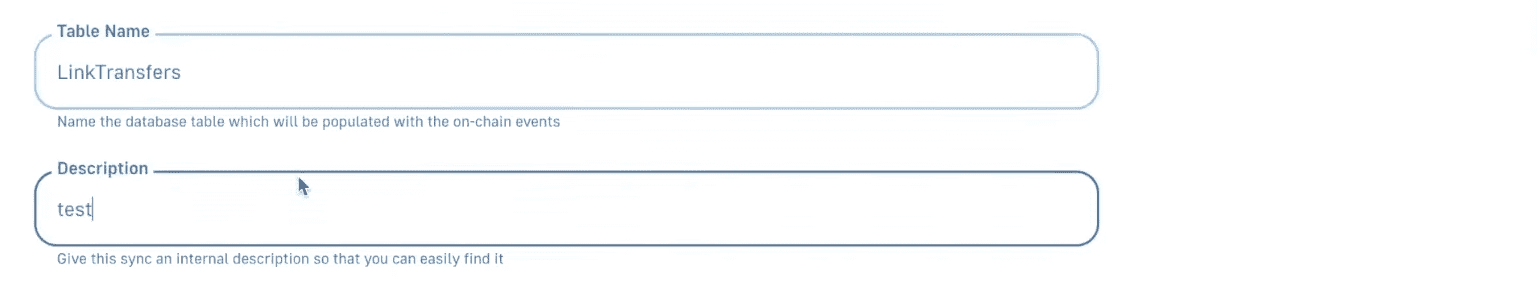 Table Name
LinkTransfers
Name the database table which will be populated with the on-chain events
Description
test
Give this sync an internal description so that you can easily find it